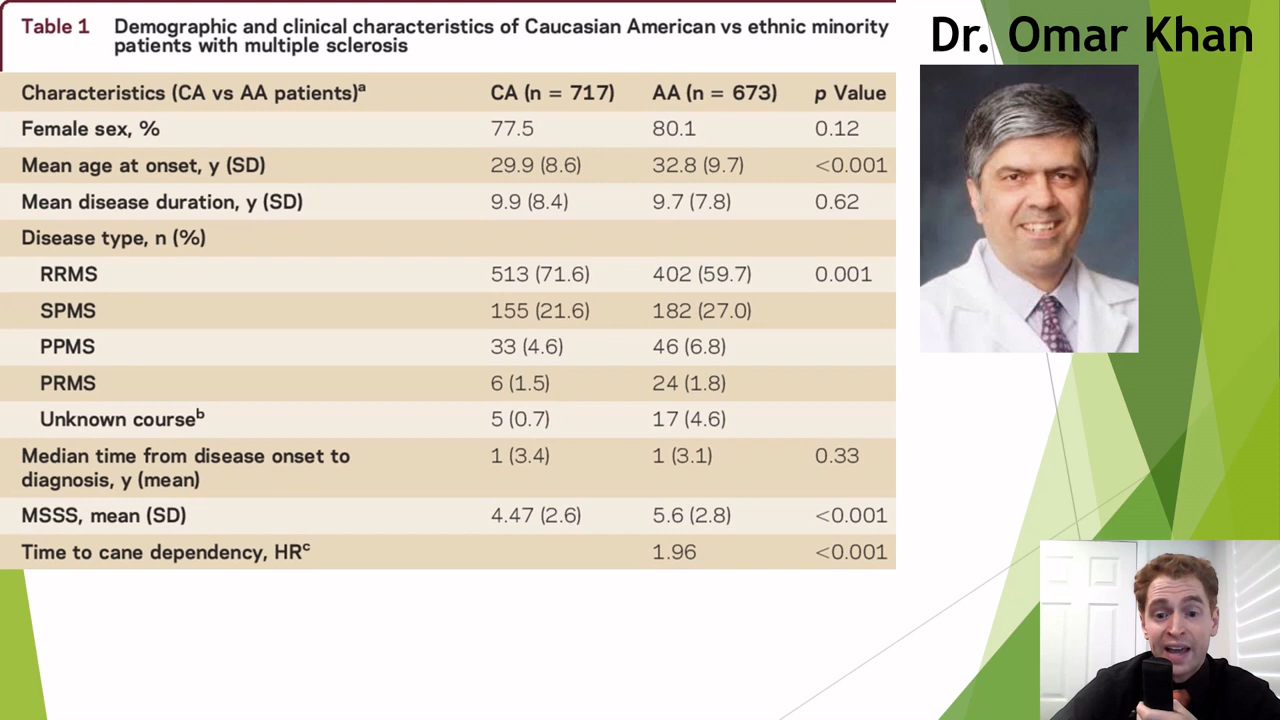 Table 1 Demographic and clinical characteristics of Caucasian American vs ethnic minority
patients with multiple sclerosis
Characteristics (CA vs AA patients)a CA (n = 717) AA (n = 673) p Value
Female sex, % 77.5 80.1 0.12
Mean age at onset, y (SD) 29.9 (8.6) 32.8 (9.7) <0.001
Mean disease duration, y (SD) 9.9 (8.4) 9.7 (7.8) 0.62
Disease type, n (%)
RRMS 513 (71.6) 402 (59.7) 0.001
SPMS 155 (21.6) 182 (27.0)
PPMS 33 (4.6) 46 (6.8)
PRMS 6 (1.5) 24 (1.8)
Unknown courseb 5 (0.7) 17 (4.6)
Median time from disease onset to 1 (3.4) 1 (3.1) 0.33
diagnosis, y (mean)
MSSS, mean (SD) 4.47 (2.6) 5.6 (2.8) <0.001
Time to cane dependency, HRc 1.96 <0.001
Dr. Omar Khan